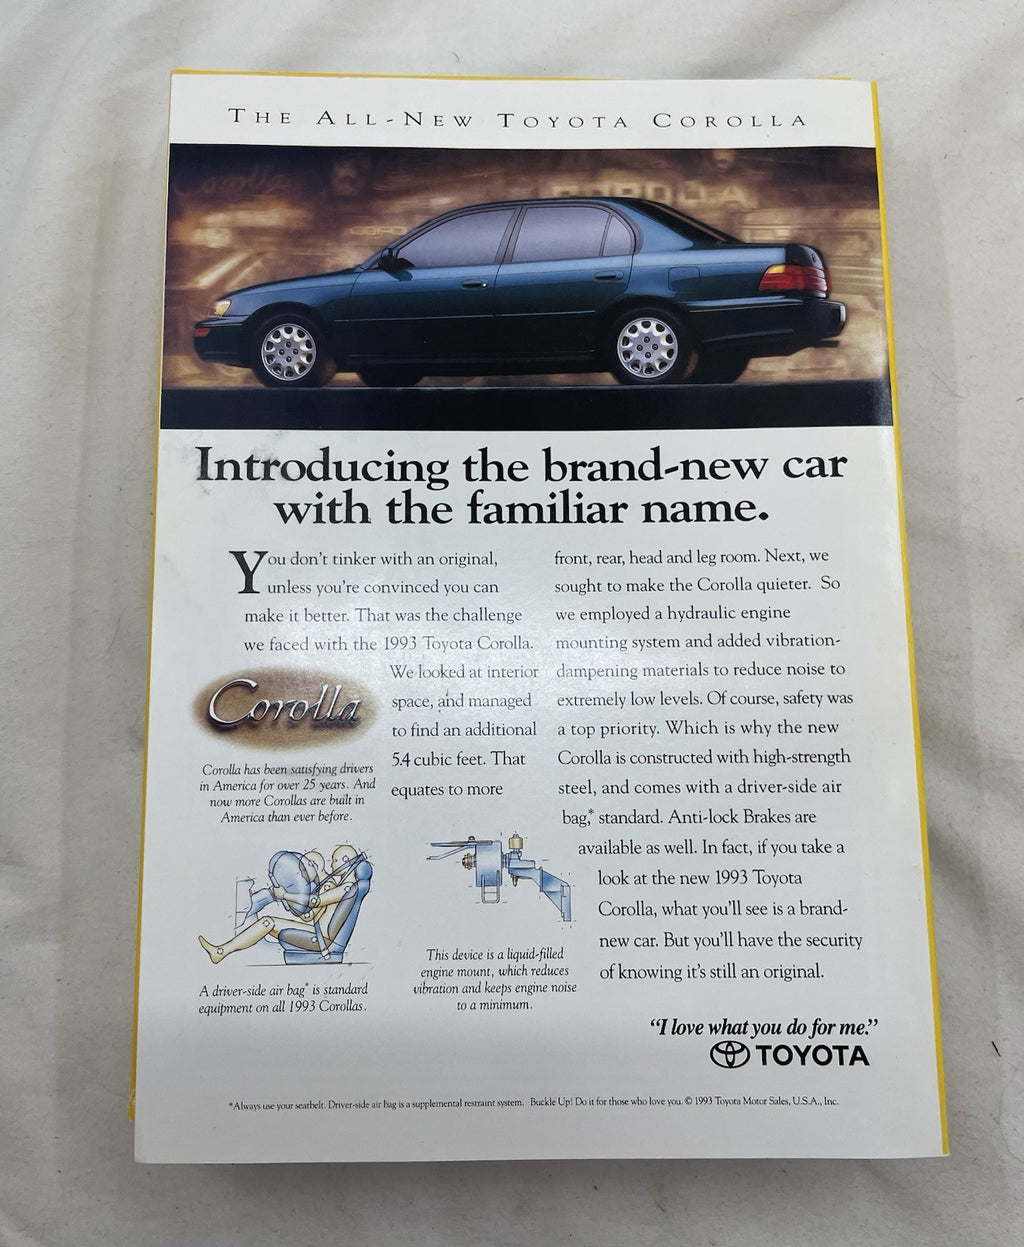 THE ALL-NEW TOYOTA COROLLA
COROLLA
Introducing the brand-new car
with the familiar name.
You don't tinker with an original,
unless you're convinced you can
make it better. That was the challenge
we faced with the 1993 Toyota Corolla.
We looked at interior
space, and managed
to find an additional
5.4 cubic feet. That
equates to more
Corolla
Corolla has been satisfying drivers
in America for over 25 years. And
now more Corollas are built in
America than ever before.
A driver-side air bag* is standard
equipment on all 1993 Corollas.
This device is a liquid-filled
engine mount, which reduces
vibration and keeps engine noise
to a minimum.
front, rear, head and leg room. Next, we
sought to make the Corolla quieter. So
we employed a hydraulic engine
mounting system and added vibration-
dampening materials to reduce noise to
extremely low levels. Of course, safety was
a top priority. Which is why the new
Corolla is constructed with high-strength
steel, and comes with a driver-side air
bag,* standard. Anti-lock Brakes are
available as well. In fact, if you take a
look at the new 1993 Toyota
Corolla, what you'll see is a brand-
new car. But you'll have the security
of knowing it's still an original.
"I love what you do for me."
TOYOTA
*Always use your seatbelt. Driver-side air bag is a supplemental restraint system. Buckle Up! Do it for those who love you. © 1993 Toyota Motor Sales, U.S.A., Inc.